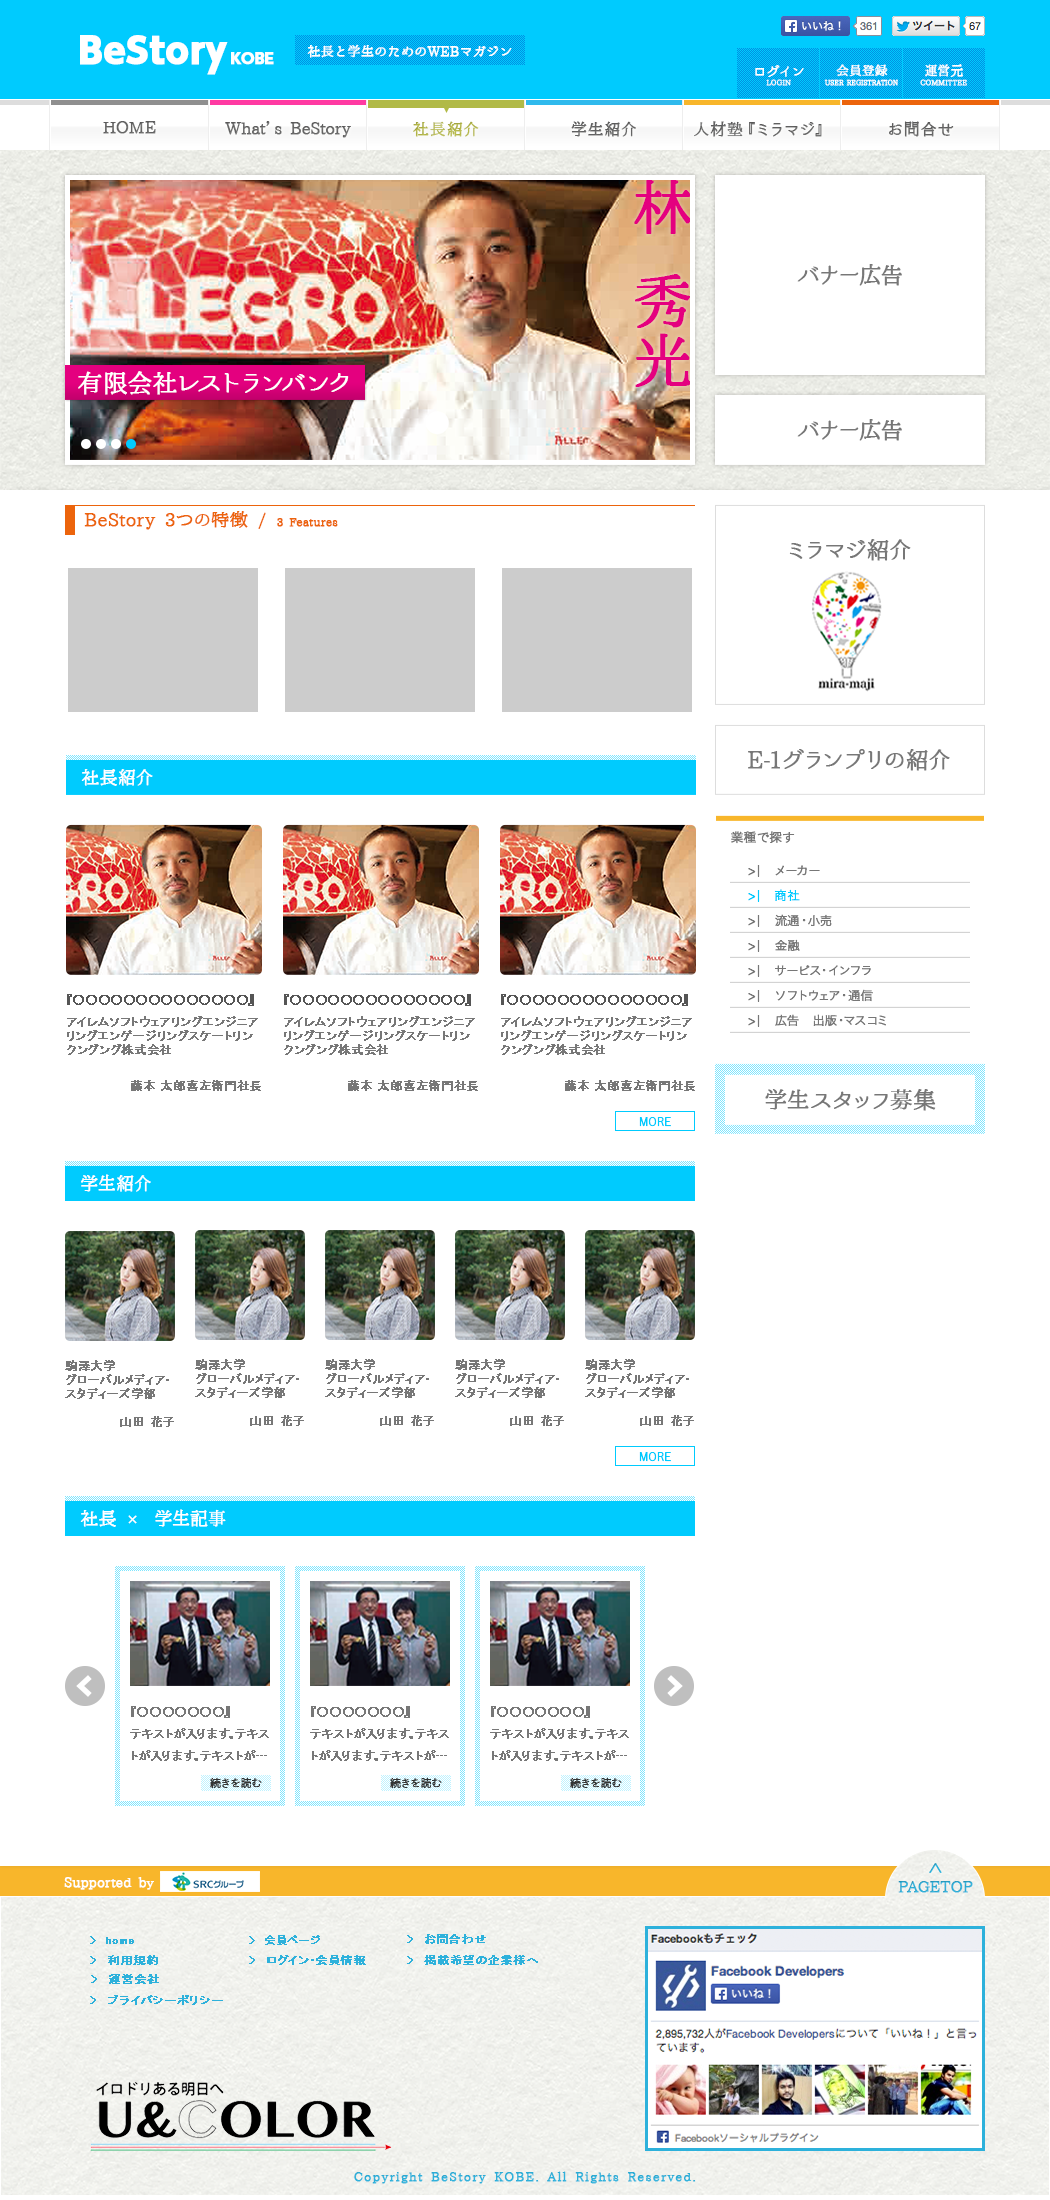 BeStory KOBE
社長と学生のためのWEBマガジン
いいね！ 361
ツイート 67
ログイン
LOGIN
会員登録
USER REGISTRATION
運営元
COMMITTEE
HOME
What's BeStory
社長紹介
学生紹介
人材塾『ミラマジ』
お問合せ
ALLEGRO
林 秀光
有限会社レストランバンク
バナー広告
バナー広告
BeStory 3つの特徴 / 3 Features
ミラマジ紹介
mira-maji
E-1グランプリの紹介
業種で探す
>| メーカー
>| 商社
>| 流通・小売
>| 金融
>| サービス・インフラ
>| ソフトウェア・通信
>| 広告 出版・マスコミ
学生スタッフ募集
社長紹介
『○○○○○○○○○○○○○○』
アイレムソフトウェアリングエンジニア
リングエンゲージリングスケートリン
クングング株式会社
藤本 太郎喜左衛門社長
『○○○○○○○○○○○○○○』
アイレムソフトウェアリングエンジニア
リングエンゲージリングスケートリン
クングング株式会社
藤本 太郎喜左衛門社長
『○○○○○○○○○○○○○○』
アイレムソフトウェアリングエンジニア
リングエンゲージリングスケートリン
クングング株式会社
藤本 太郎喜左衛門社長
MORE
学生紹介
駒澤大学
グローバルメディア・
スタディーズ学部
山田 花子
駒澤大学
グローバルメディア・
スタディーズ学部
山田 花子
駒澤大学
グローバルメディア・
スタディーズ学部
山田 花子
駒澤大学
グローバルメディア・
スタディーズ学部
山田 花子
駒澤大学
グローバルメディア・
スタディーズ学部
山田 花子
MORE
社長 × 学生記事
『○○○○○○○』
テキストが入ります。テキス
トが入ります。テキストが…
続きを読む
『○○○○○○○』
テキストが入ります。テキス
トが入ります。テキストが…
続きを読む
『○○○○○○○』
テキストが入ります。テキス
トが入ります。テキストが…
続きを読む
Supported by SRCグループ
PAGETOP
home
利用規約
運営会社
プライバシーポリシー
会員ページ
ログイン・会員情報
お問合わせ
掲載希望の企業様へ
Facebookもチェック
Facebook Developers
いいね！
2,895,732人がFacebook Developersについて「いいね！」と言っ
ています。
Facebookソーシャルプラグイン
イロドリある明日へ
U&COLOR
Copyright BeStory KOBE. All Rights Reserved.